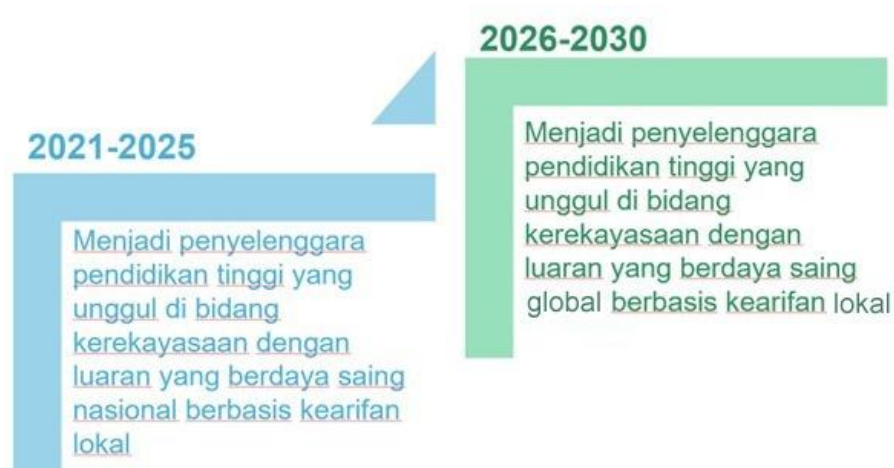 2021-2025
Menjadi penyelenggara
pendidikan tinggi yang
unggul di bidang
kerekayasaan dengan
luaran yang berdaya saing
nasional berbasis kearifan
lokal
2026-2030
Menjadi penyelenggara
pendidikan tinggi yang
unggul di bidang
kerekayasaan dengan
luaran yang berdaya saing
global berbasis kearifan lokal